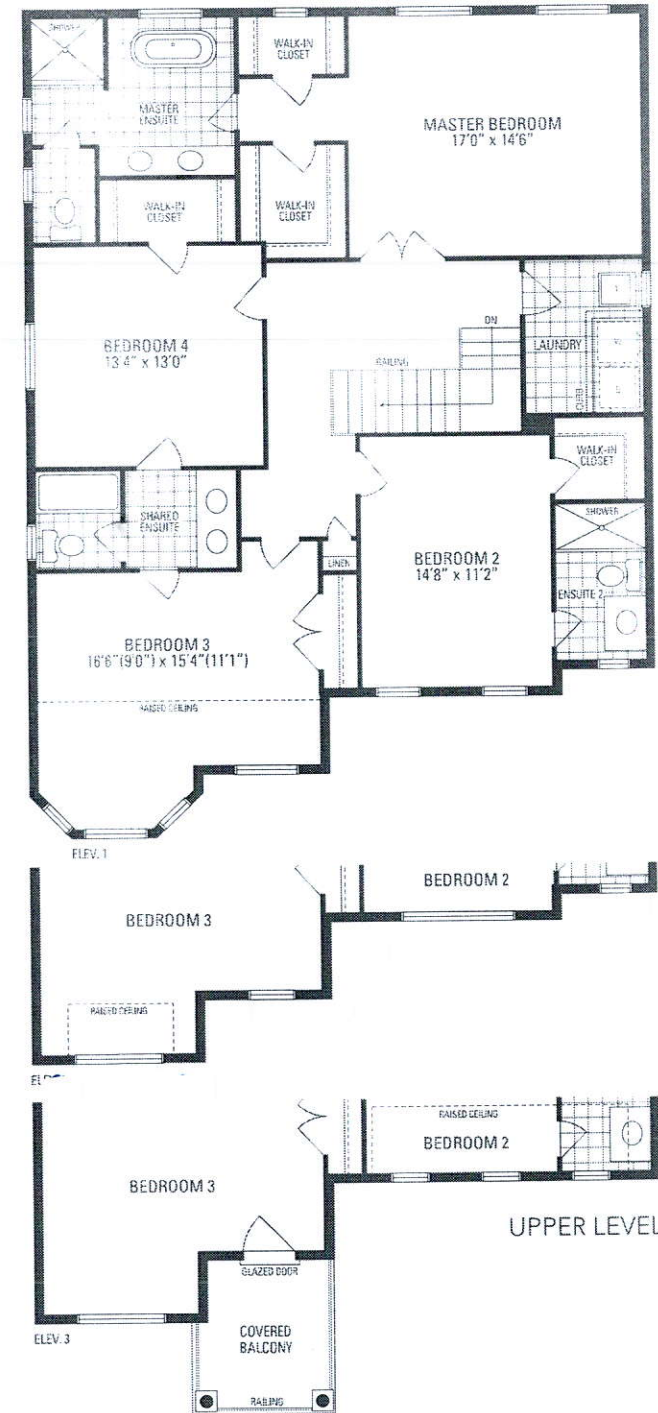 SHOWER
WALK-IN
CLOSET
MASTER
ENSUITE
MASTER BEDROOM
17'0" x 14'6"
WALK-IN
CLOSET
WALK-IN
CLOSET
BEDROOM 4
13'4" x 13'0"
DN
RAILING
LAUNDRY
WALK-IN
CLOSET
SHARED
ENSUITE
SHOWER
LINEN
BEDROOM 2
14'8" x 11'2"
ENSUITE 2
BEDROOM 3
16'6"(9'0") x 15'4"(11'1")
RAISED CEILING
ELEV. 1
BEDROOM 2
BEDROOM 3
RAISED CEILING
RAISED CEILING
BEDROOM 2
BEDROOM 3
UPPER LEVEL
GLAZED DOOR
ELEV. 3
COVERED
BALCONY
RAILING